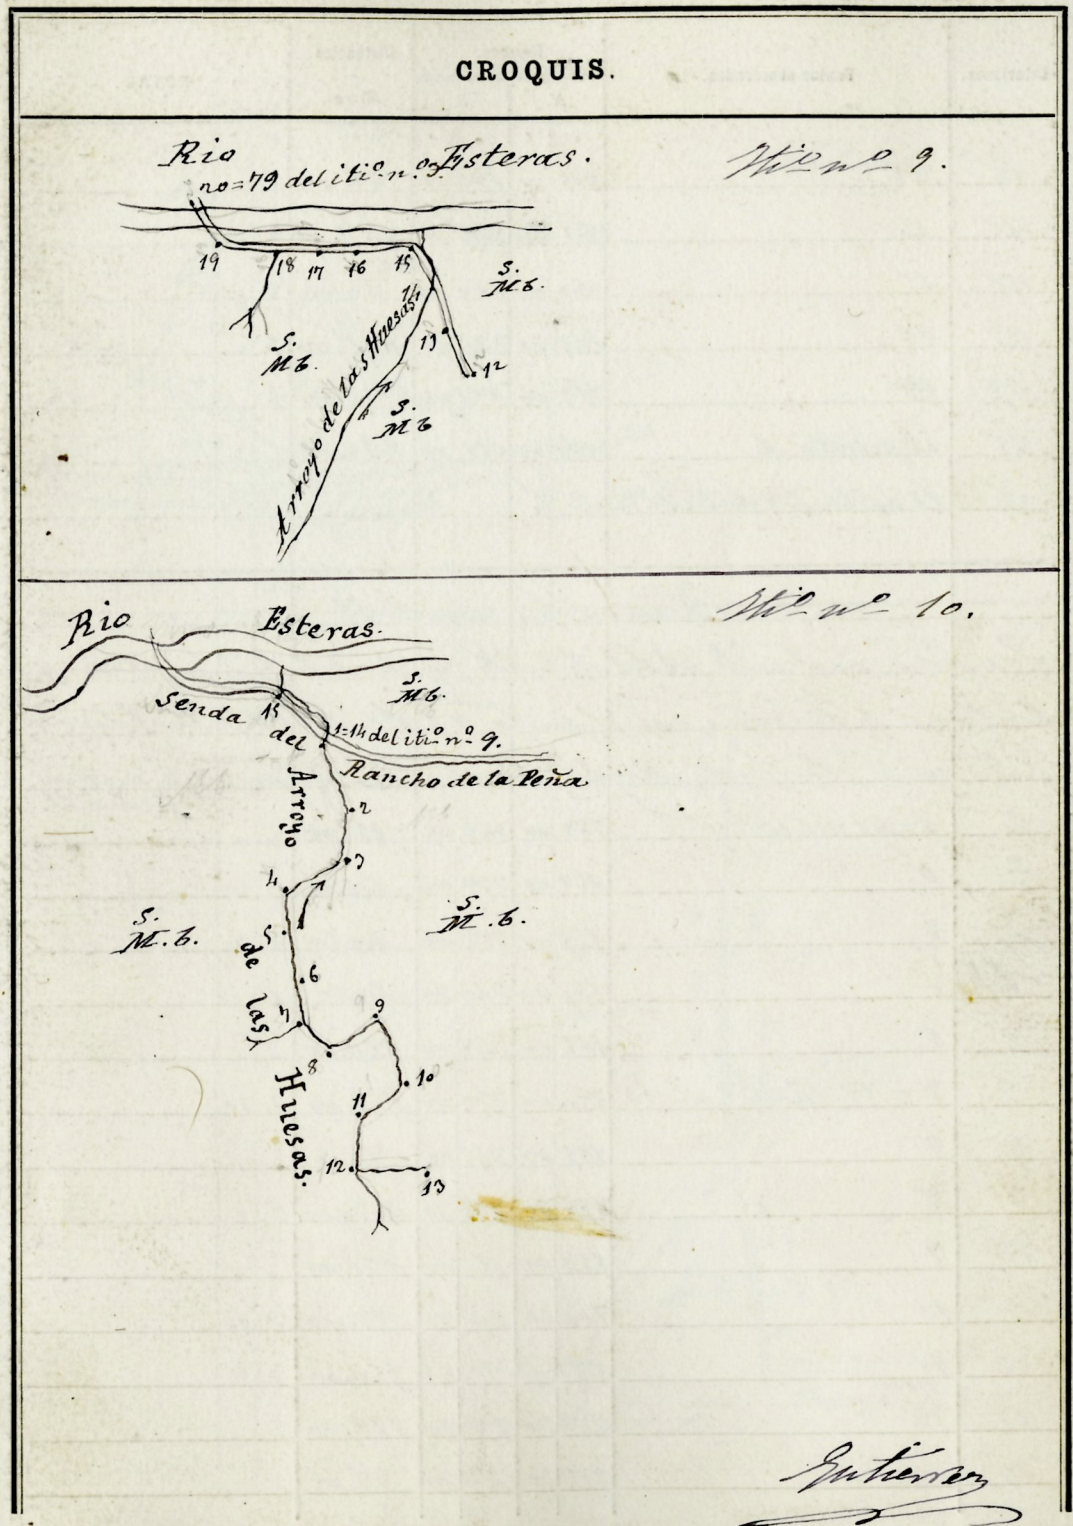 CROQUIS.
Rio Esteras.
Itiº nº 9.
20=79 del itiº nº 3.
19 18 17 16 15
14
13
12
S.
M b.
S.
M b.
S.
M b
Arroyo de las Huesas
Itiº nº 10.
Rio Esteras.
S.
M b.
Senda del Rancho de la Peña
15
1=14 del itiº nº 9.
Arroyo de las Huesas.
2
3
4
5
6
7
8
9
10
11
12
13
S.
M. b.
S.
M. b.
Gutierrez